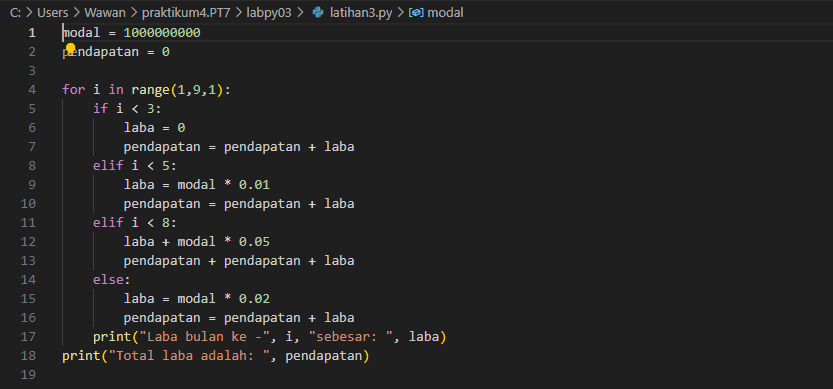 C: > Users > Wawan > praktikum4.PT7 > labpy03 > latihan3.py > modal
1 modal = 1000000000
2 pendapatan = 0
3
4 for i in range(1,9,1):
5     if i < 3:
6         laba = 0
7         pendapatan = pendapatan + laba
8     elif i < 5:
9         laba = modal * 0.01
10         pendapatan = pendapatan + laba
11     elif i < 8:
12         laba + modal * 0.05
13         pendapatan + pendapatan + laba
14     else:
15         laba = modal * 0.02
16         pendapatan = pendapatan + laba
17     print("Laba bulan ke -", i, "sebesar: ", laba)
18 print("Total laba adalah: ", pendapatan)
19